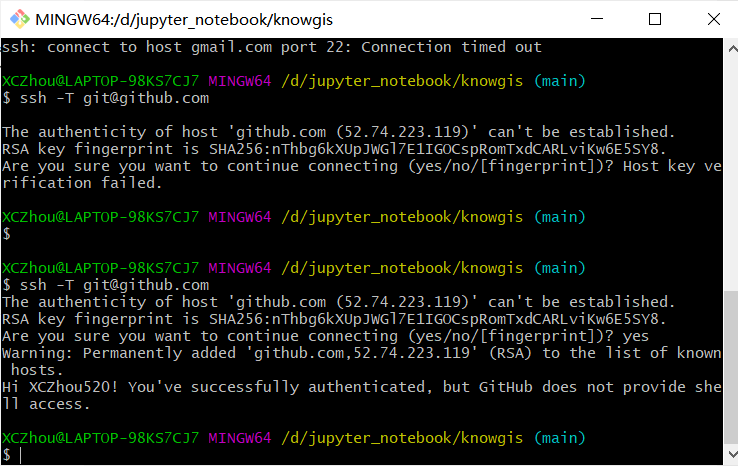 MINGW64:/d/jupyter_notebook/knowgis
ssh: connect to host gmail.com port 22: Connection timed out
XCZhou@LAPTOP-98KS7CJ7 MINGW64 /d/jupyter_notebook/knowgis (main)
$ ssh -T git@github.com
The authenticity of host 'github.com (52.74.223.119)' can't be established.
RSA key fingerprint is SHA256:nThbg6kXUpJWGl7E1IGOCspRomTxdCARLviKw6E5SY8.
Are you sure you want to continue connecting (yes/no/[fingerprint])? Host key ve
rification failed.
XCZhou@LAPTOP-98KS7CJ7 MINGW64 /d/jupyter_notebook/knowgis (main)
$
XCZhou@LAPTOP-98KS7CJ7 MINGW64 /d/jupyter_notebook/knowgis (main)
$ ssh -T git@github.com
The authenticity of host 'github.com (52.74.223.119)' can't be established.
RSA key fingerprint is SHA256:nThbg6kXUpJWGl7E1IGOCspRomTxdCARLviKw6E5SY8.
Are you sure you want to continue connecting (yes/no/[fingerprint])? yes
Warning: Permanently added 'github.com,52.74.223.119' (RSA) to the list of known
 hosts.
Hi XCZhou520! You've successfully authenticated, but GitHub does not provide she
ll access.
XCZhou@LAPTOP-98KS7CJ7 MINGW64 /d/jupyter_notebook/knowgis (main)
$